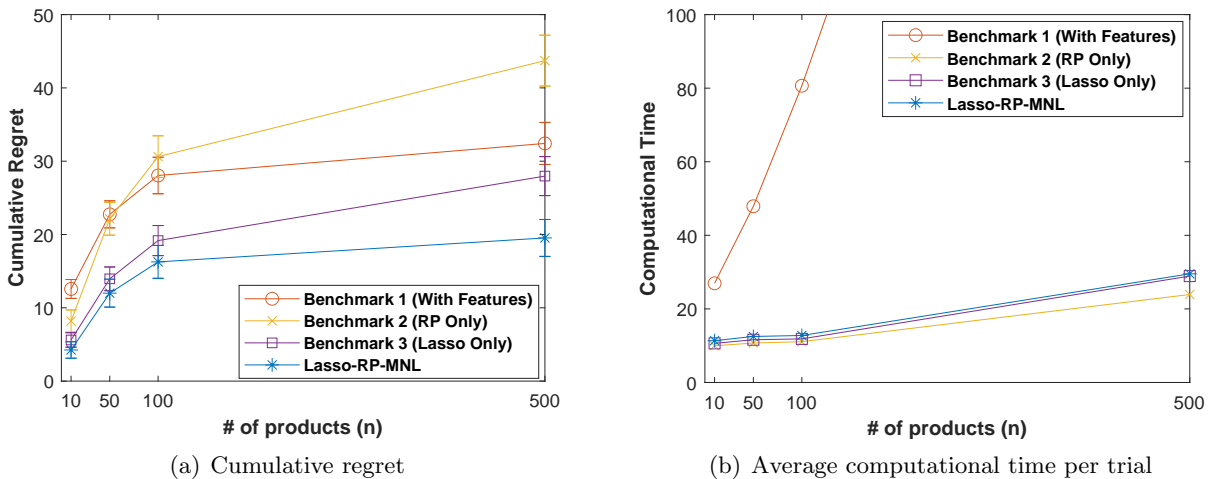 50
40
30
20
10
0
Cumulative Regret
Benchmark 1 (With Features)
Benchmark 2 (RP Only)
Benchmark 3 (Lasso Only)
Lasso-RP-MNL
10 50 100 500
# of products (n)
(a) Cumulative regret
100
80
60
40
20
0
Computational Time
Benchmark 1 (With Features)
Benchmark 2 (RP Only)
Benchmark 3 (Lasso Only)
Lasso-RP-MNL
10 50 100 500
# of products (n)
(b) Average computational time per trial